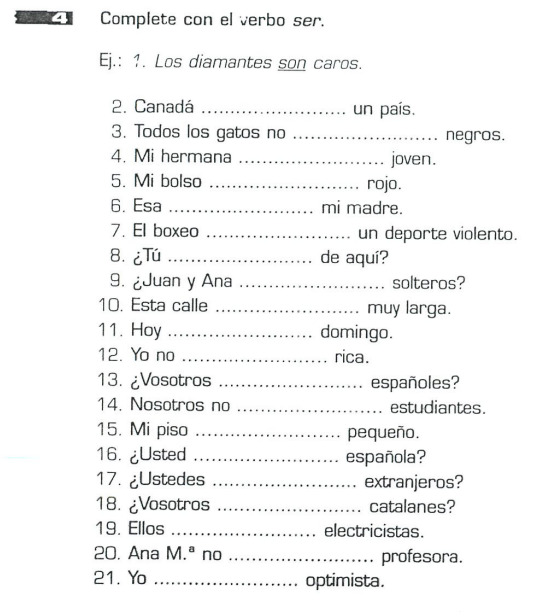 4 Complete con el verbo ser.
Ej.: 1. Los diamantes son caros.
2. Canadá ........................ un país.
3. Todos los gatos no ........................ negros.
4. Mi hermana ........................ joven.
5. Mi bolso ........................ rojo.
6. Esa ........................ mi madre.
7. El boxeo ........................ un deporte violento.
8. ¿Tú ........................ de aquí?
9. ¿Juan y Ana ........................ solteros?
10. Esta calle ........................ muy larga.
11. Hoy ........................ domingo.
12. Yo no ........................ rica.
13. ¿Vosotros ........................ españoles?
14. Nosotros no ........................ estudiantes.
15. Mi piso ........................ pequeño.
16. ¿Usted ........................ española?
17. ¿Ustedes ........................ extranjeros?
18. ¿Vosotros ........................ catalanes?
19. Ellos ........................ electricistas.
20. Ana M.ª no ........................ profesora.
21. Yo ........................ optimista.